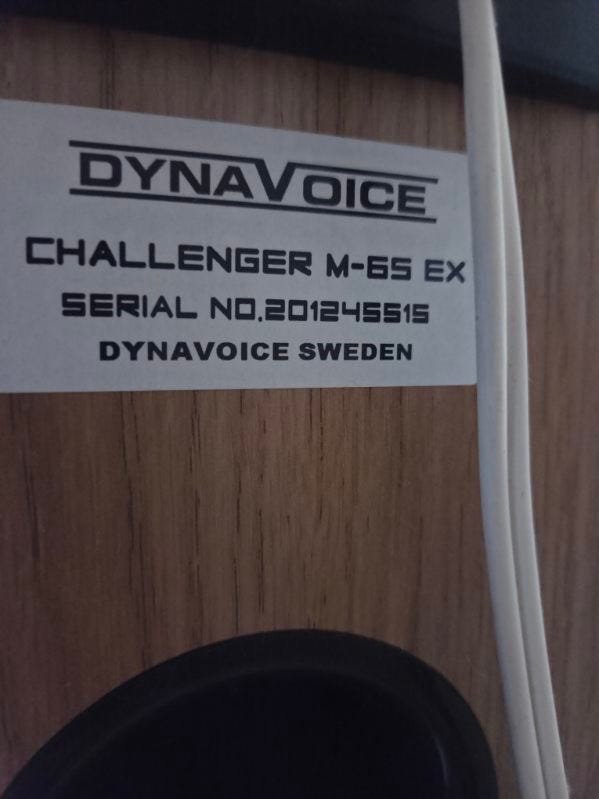 DYNAVOICE
CHALLENGER M-65 EX
SERIAL NO.201245515
DYNAVOICE SWEDEN